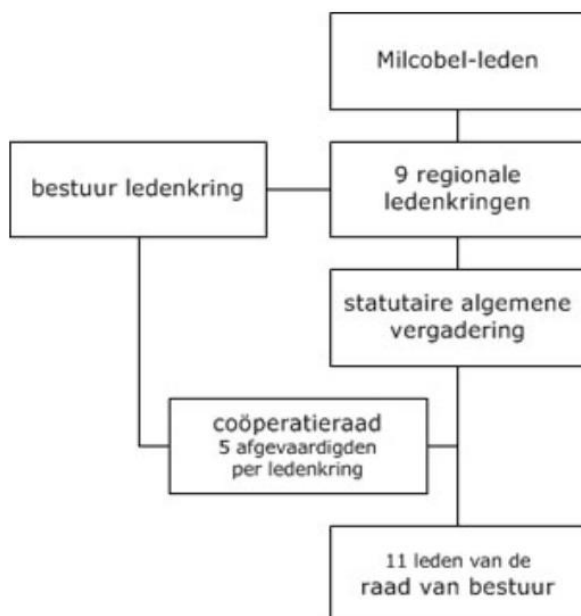 Milcobel-leden
bestuur ledenkring
9 regionale
ledenkringen
statutaire algemene
vergadering
coöperatieraad
5 afgevaardigden
per ledenkring
11 leden van de
raad van bestuur